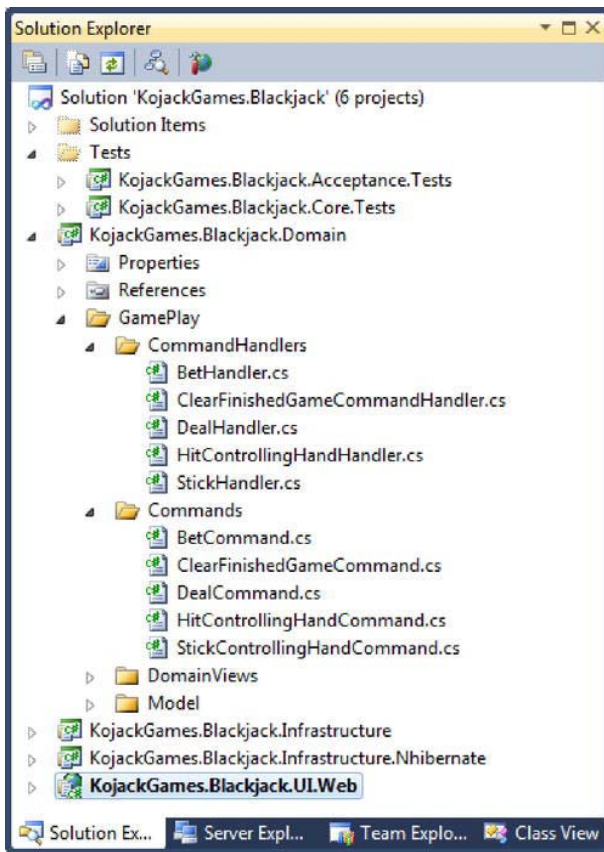 Solution Explorer
Solution 'KojackGames.Blackjack' (6 projects)
Solution Items
Tests
KojackGames.Blackjack.Acceptance.Tests
KojackGames.Blackjack.Core.Tests
KojackGames.Blackjack.Domain
Properties
References
GamePlay
CommandHandlers
BetHandler.cs
ClearFinishedGameCommandHandler.cs
DealHandler.cs
HitControllingHandHandler.cs
StickHandler.cs
Commands
BetCommand.cs
ClearFinishedGameCommand.cs
DealCommand.cs
HitControllingHandCommand.cs
StickControllingHandCommand.cs
DomainViews
Model
KojackGames.Blackjack.Infrastructure
KojackGames.Blackjack.Infrastructure.Nhibernate
KojackGames.Blackjack.UI.Web
Solution Ex... Server Expl... Team Explo... Class View